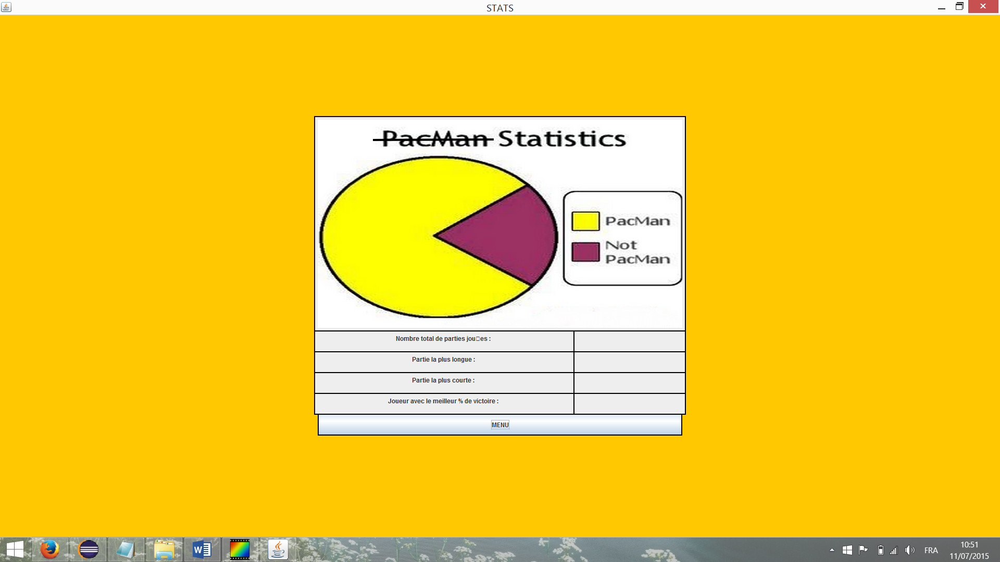 STATS
PacMan Statistics
PacMan
Not
PacMan
Nombre total de parties jou□es :
Partie la plus longue :
Partie la plus courte :
Joueur avec le meilleur % de victoire :
MENU
FRA
10:51
11/07/2015